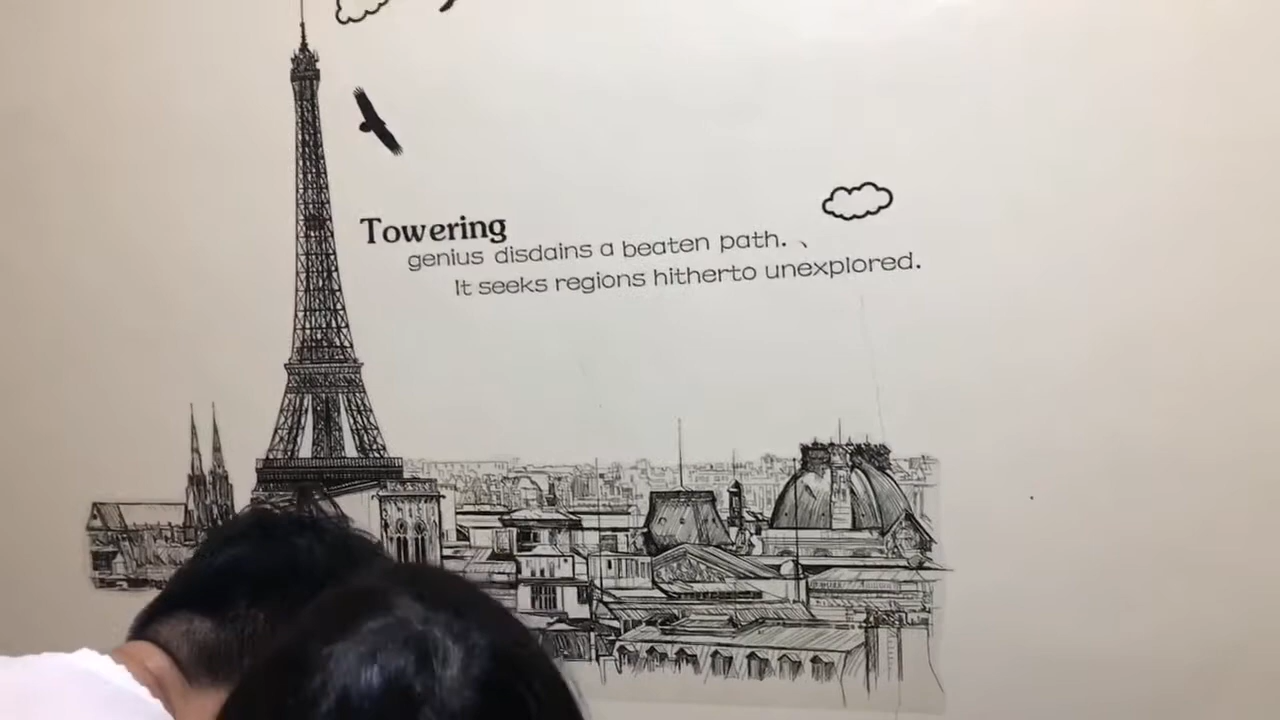 Towering
genius disdains a beaten path.
It seeks regions hitherto unexplored.